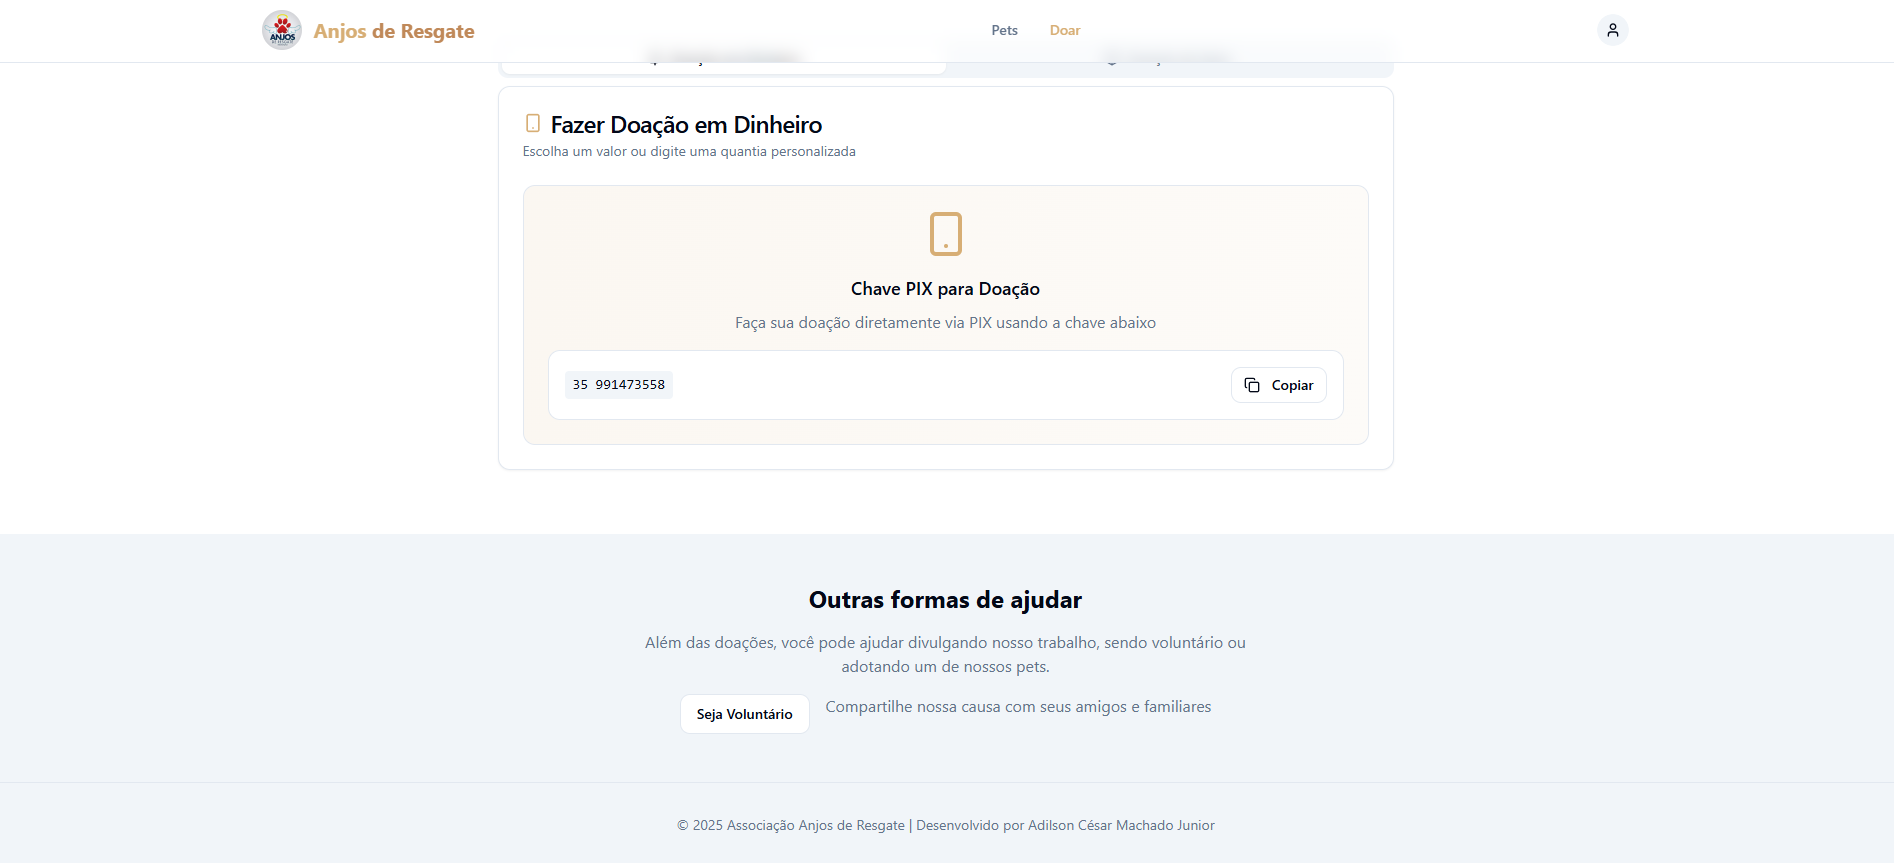 ANJOS
Anjos de Resgate
Pets
Doar
Fazer Doação em Dinheiro
Escolha um valor ou digite uma quantia personalizada
Chave PIX para Doação
Faça sua doação diretamente via PIX usando a chave abaixo
35 991473558
Copiar
Outras formas de ajudar
Além das doações, você pode ajudar divulgando nosso trabalho, sendo voluntário ou
adotando um de nossos pets.
Seja Voluntário
Compartilhe nossa causa com seus amigos e familiares
© 2025 Associação Anjos de Resgate | Desenvolvido por Adilson César Machado Junior